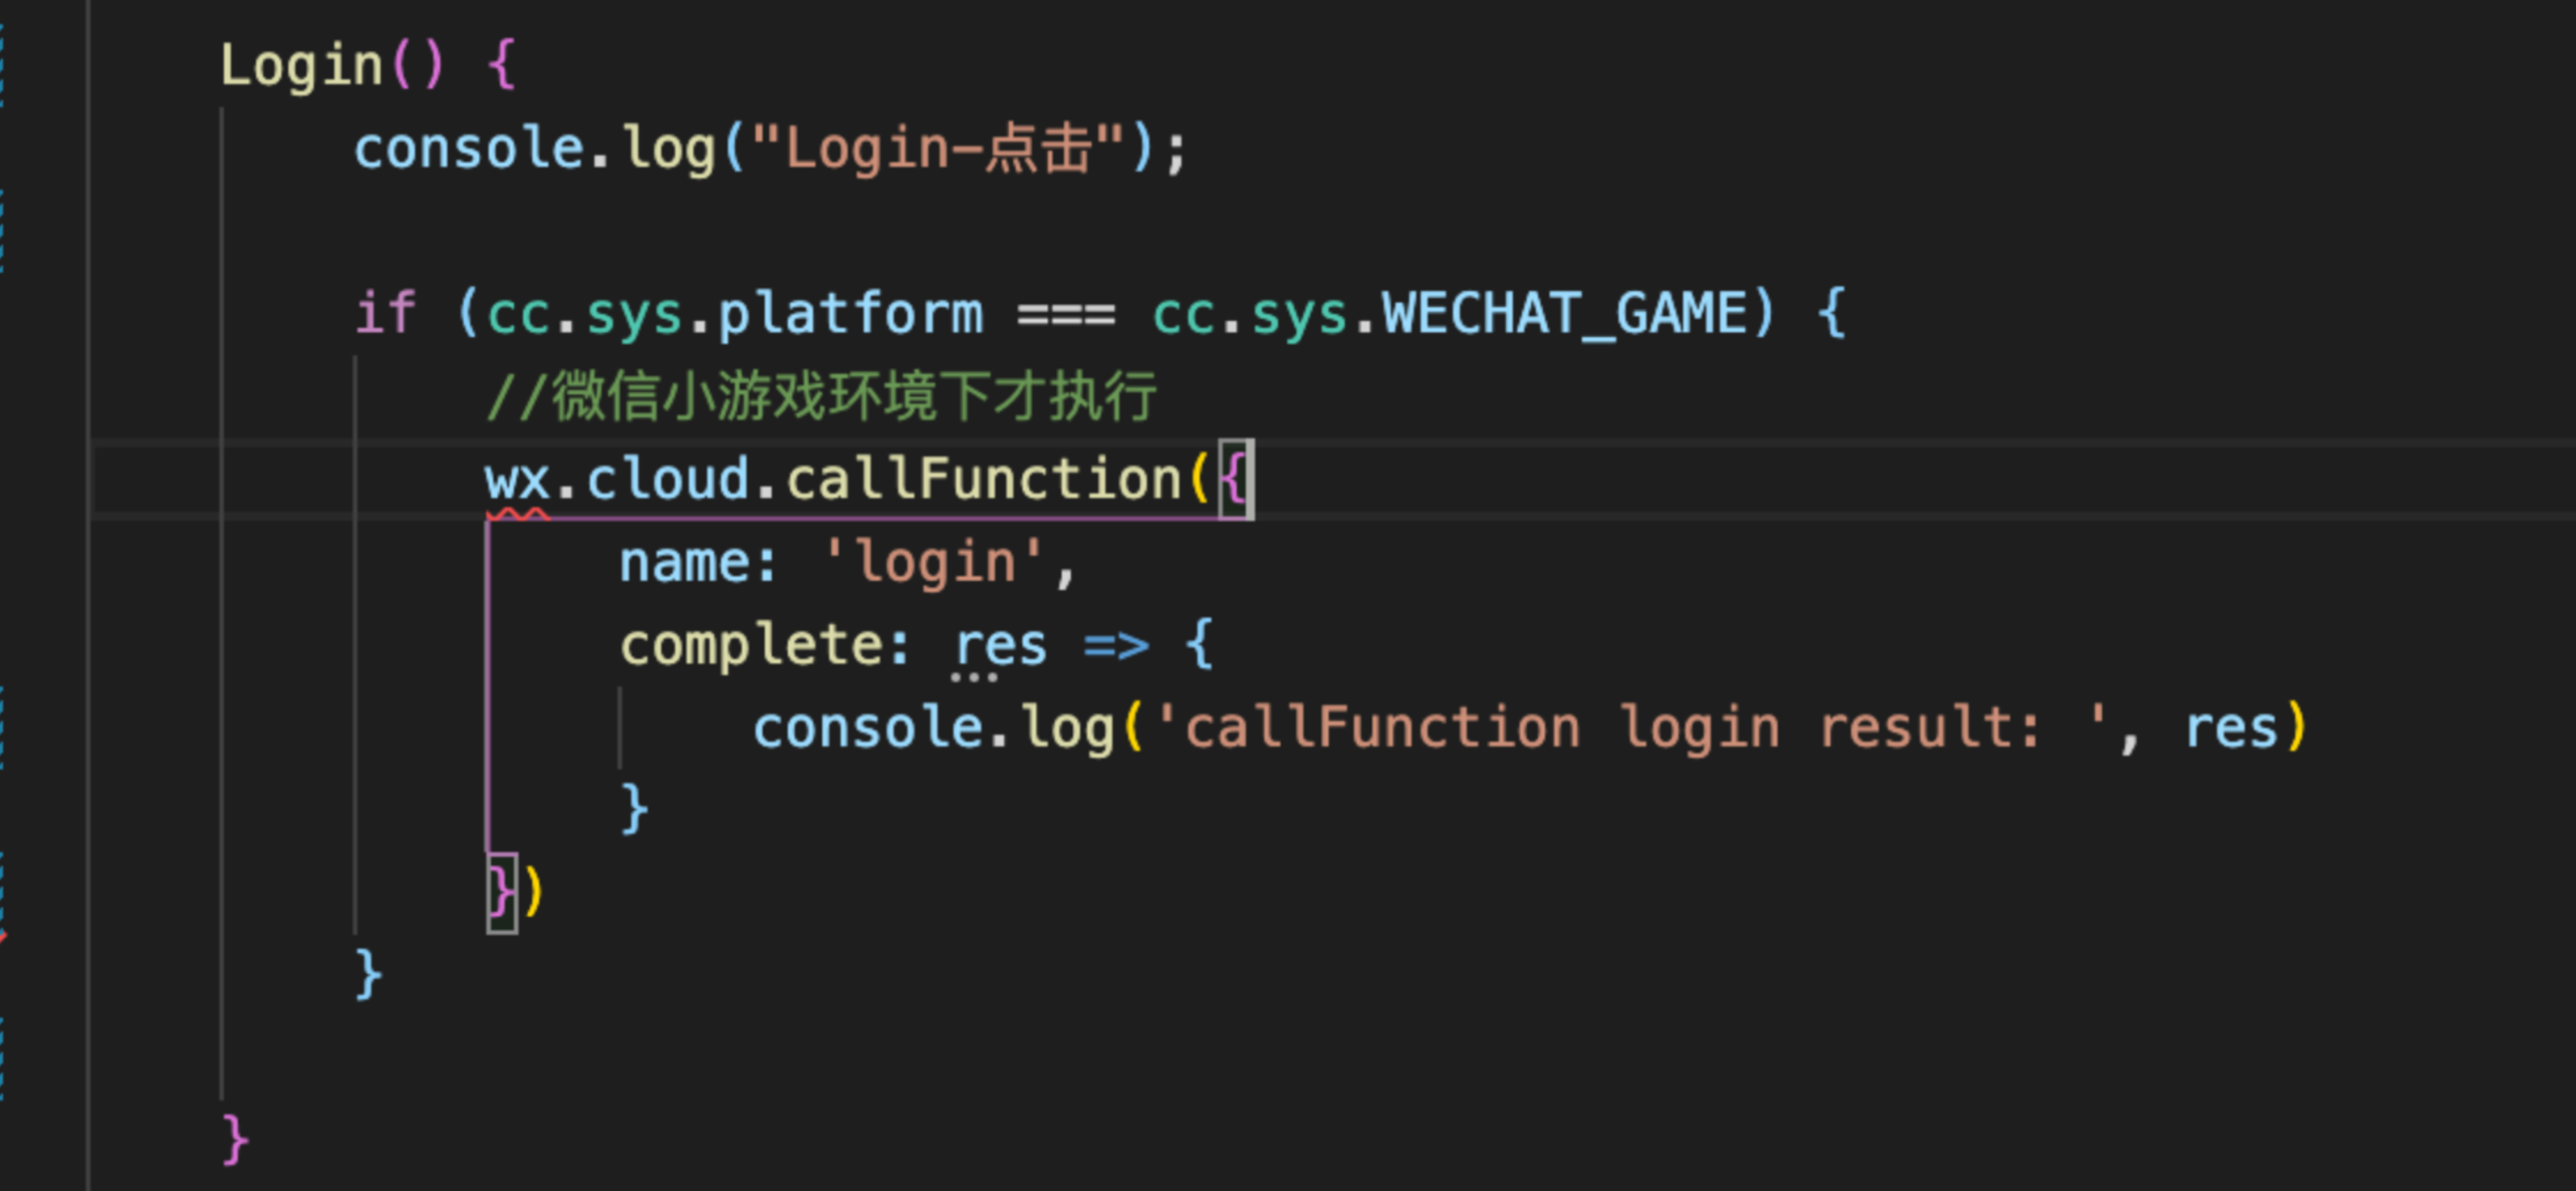 Login() {
console.log("Login-点击");
if (cc.sys.platform === cc.sys.WECHAT_GAME) {
//微信小游戏环境下才执行
wx.cloud.callFunction({
name: 'login',
complete: res => {
console.log('callFunction login result: ', res)
}
})
}
}